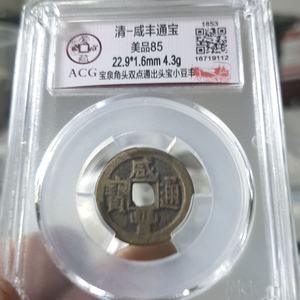 清-咸丰通宝
美品85
22.9*1.6mm 4.3g
宝泉角头双点通出头宝小豆丰
ACG
1853
16719112
咸丰通寶